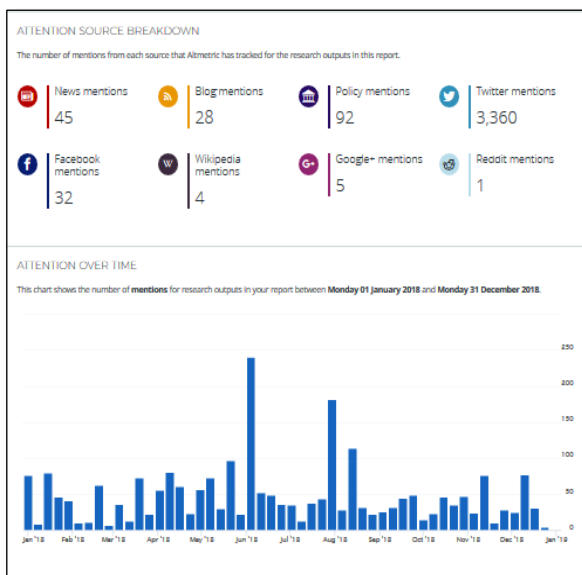 ATTENTION SOURCE BREAKDOWN
The number of mentions from each source that Altmetric has tracked for the research outputs in this report.
News mentions
45
Blog mentions
28
Policy mentions
92
Twitter mentions
3,360
Facebook
mentions
32
Wikipedia
mentions
4
Google+ mentions
5
Reddit mentions
1
ATTENTION OVER TIME
This chart shows the number of mentions for research outputs in your report between Monday 01 January 2018 and Monday 31 December 2018.
250
200
150
100
50
0
Jan '18 Feb '18 Mar '18 Apr '18 May '18 Jun '18 Jul '18 Aug '18 Sep '18 Oct '18 Nov '18 Dec '18 Jan '19